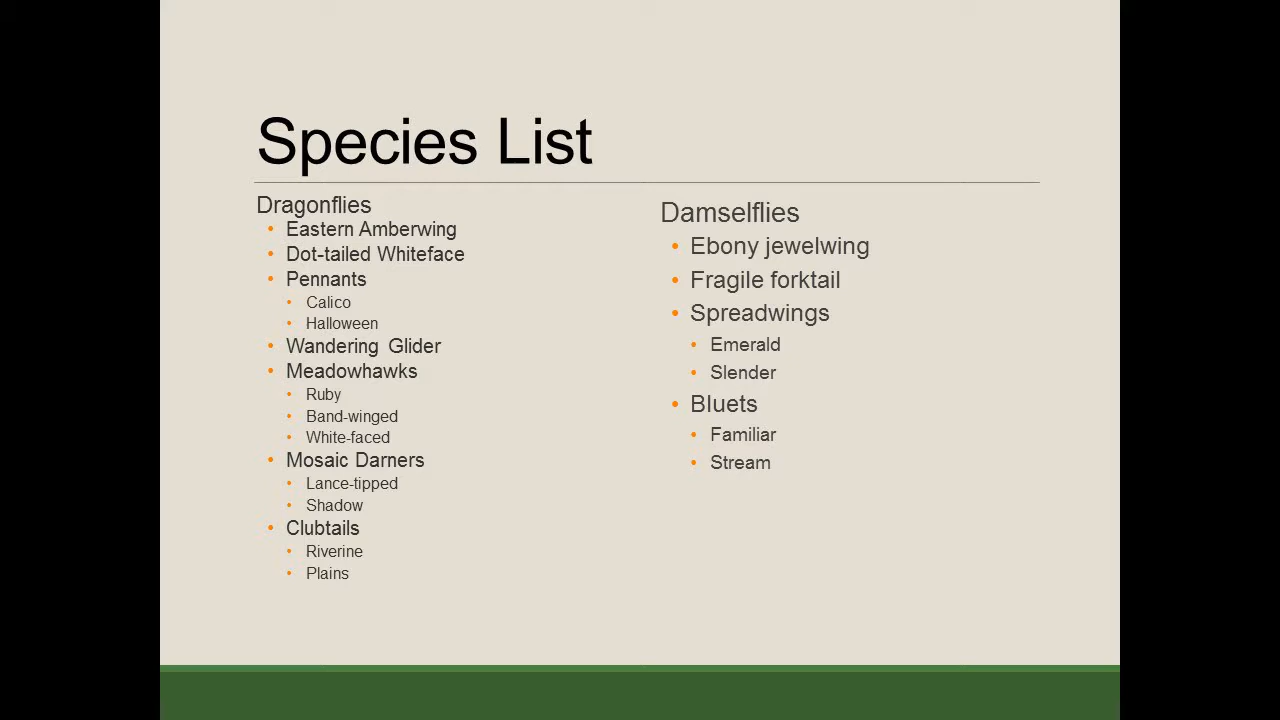 Species List
Dragonflies
• Eastern Amberwing
• Dot-tailed Whiteface
• Pennants
• Calico
• Halloween
• Wandering Glider
• Meadowhawks
• Ruby
• Band-winged
• White-faced
• Mosaic Darners
• Lance-tipped
• Shadow
• Clubtails
• Riverine
• Plains
Damselflies
• Ebony jewelwing
• Fragile forktail
• Spreadwings
• Emerald
• Slender
• Bluets
• Familiar
• Stream